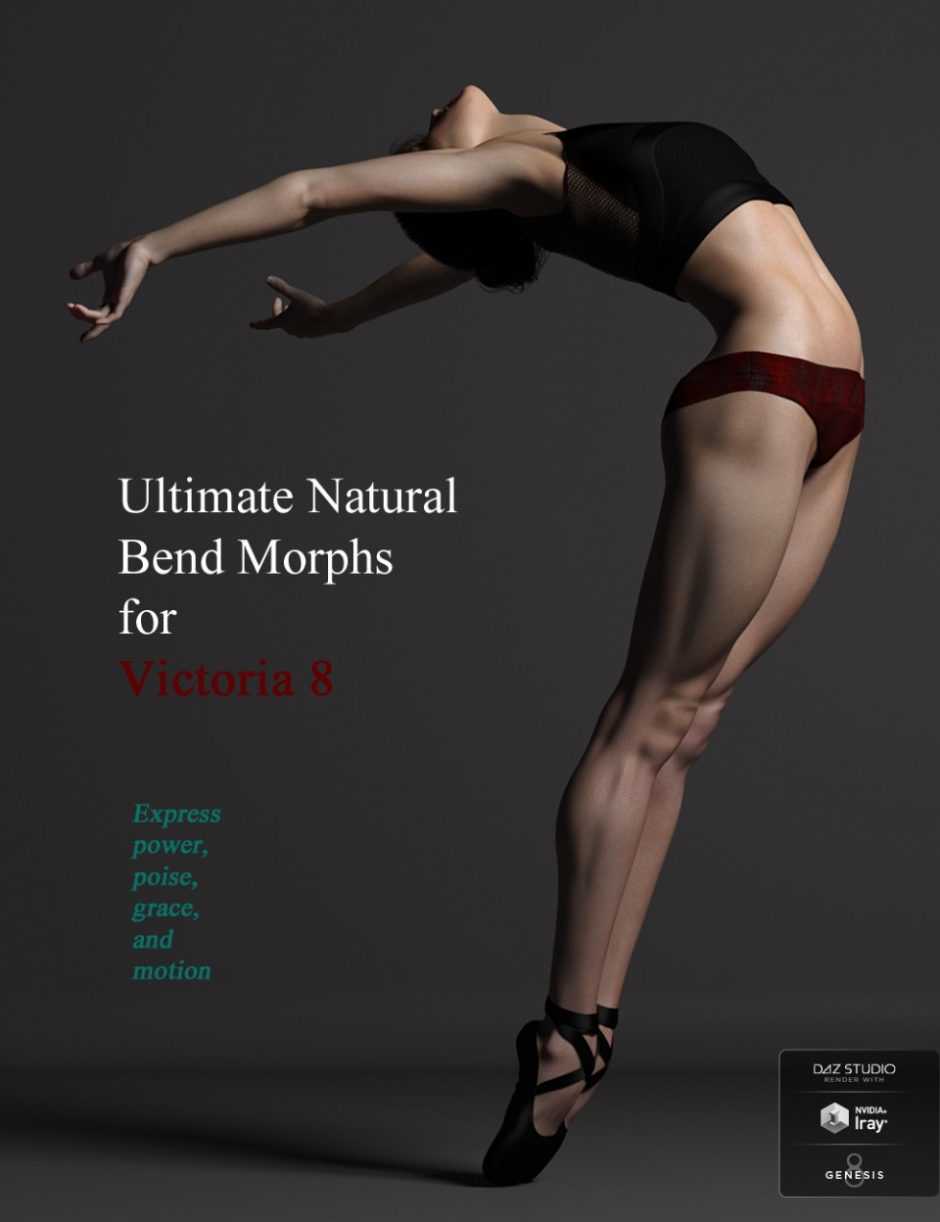 Ultimate Natural
Bend Morphs
for
Victoria 8
Express
power,
poise,
grace,
and
motion
DAZ STUDIO
RENDER WITH
NVIDIA®
Iray®
8
GENESIS